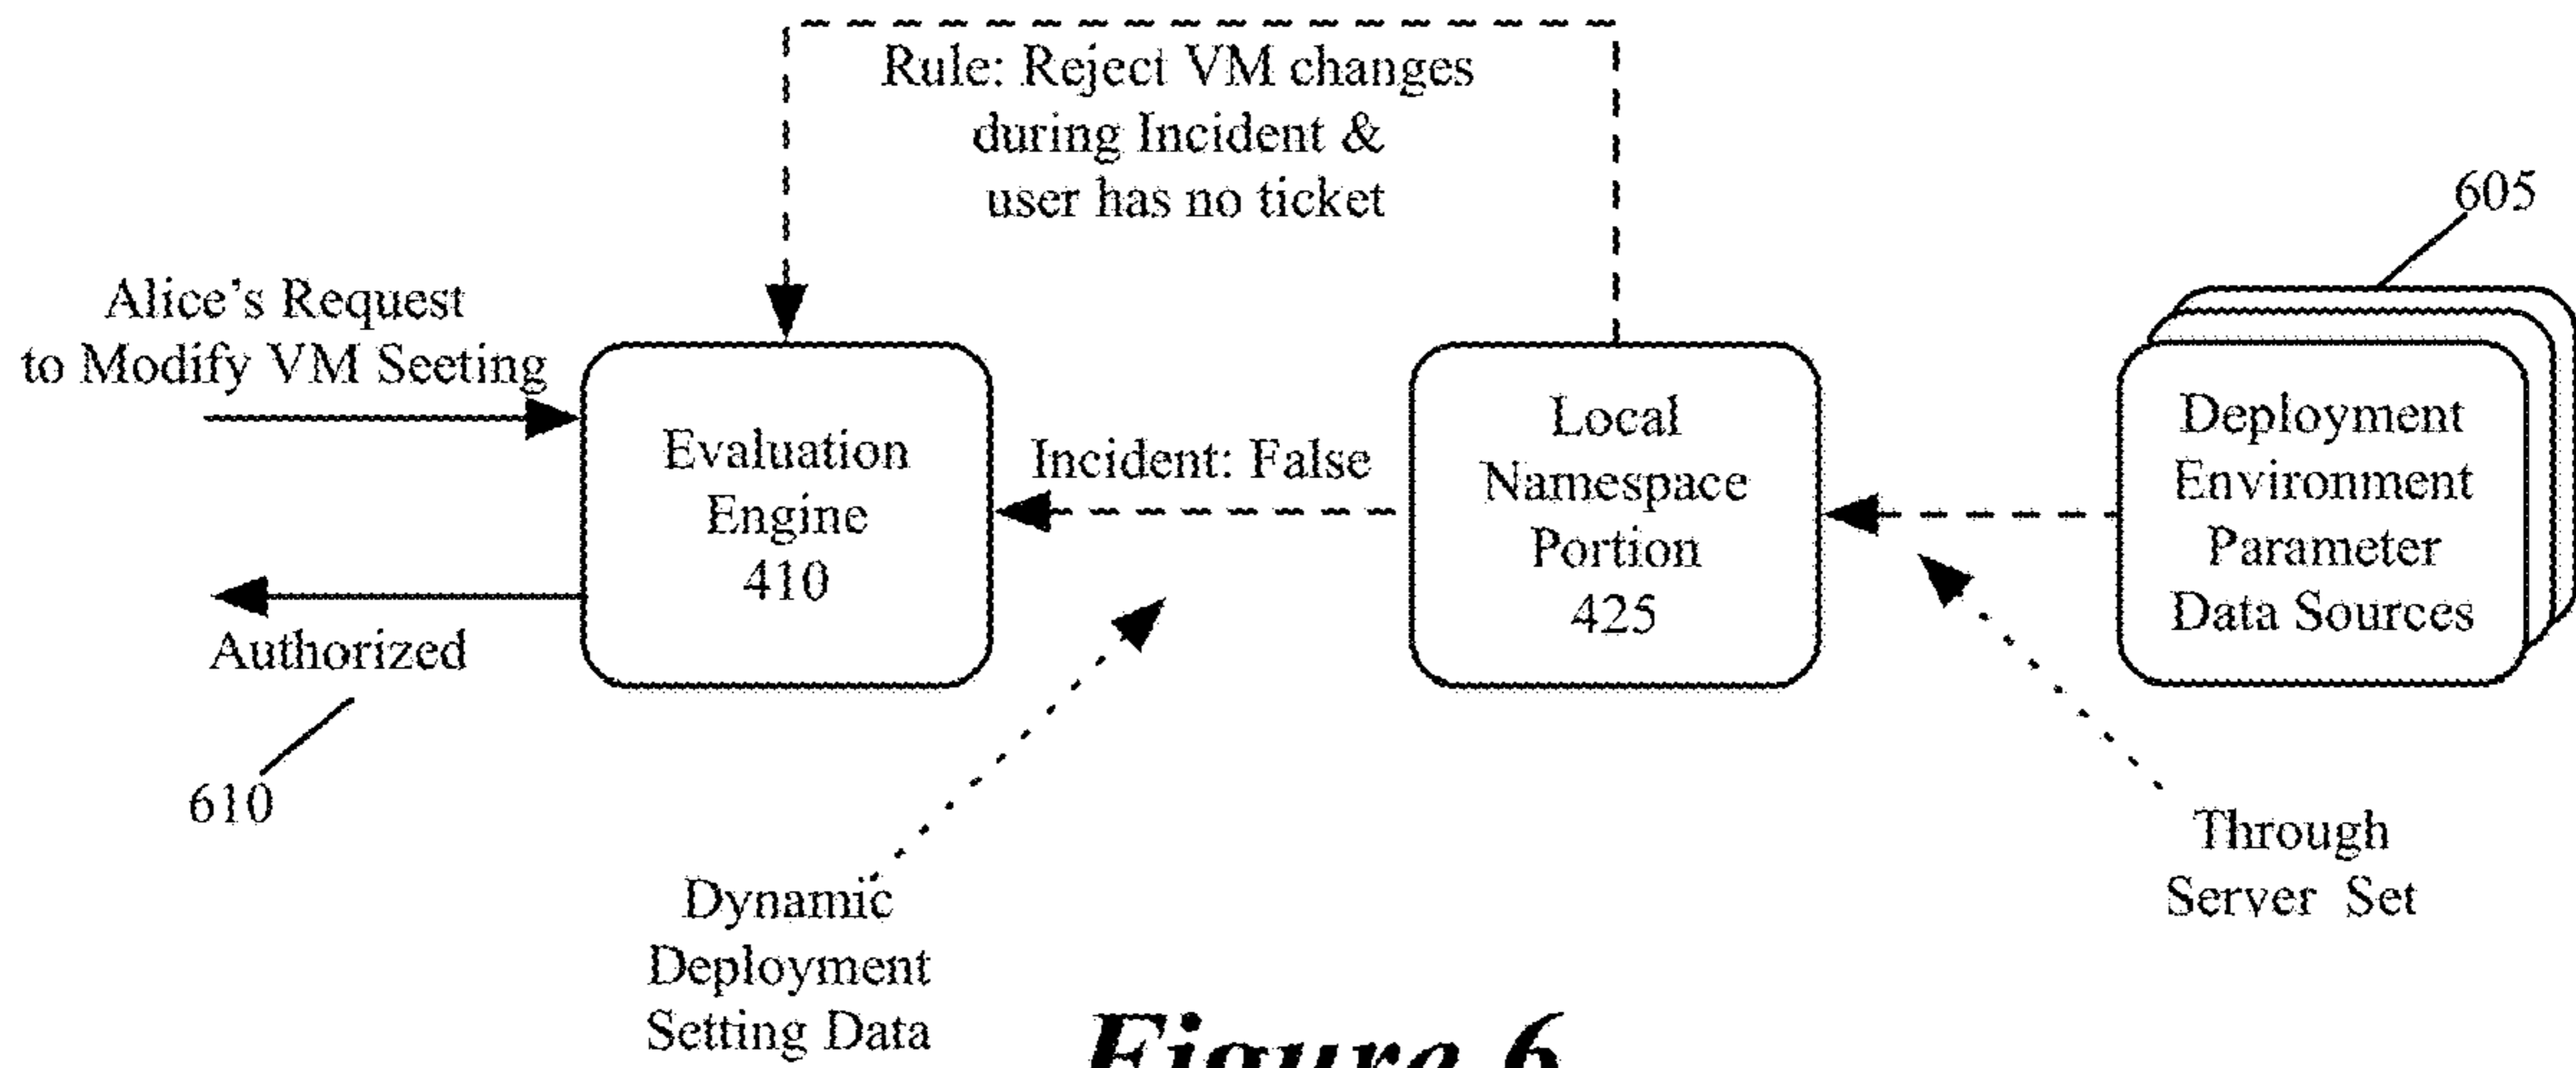 Rule: Reject VM changes
during Incident &
user has no ticket
605
Alice's Request
to Modify VM Seeting
Evaluation
Engine
410
Incident: False
Local
Namespace
Portion
425
Deployment
Environment
Parameter
Data Sources
Authorized
610
Dynamic
Deployment
Setting Data
Through
Server Set
Figure 6